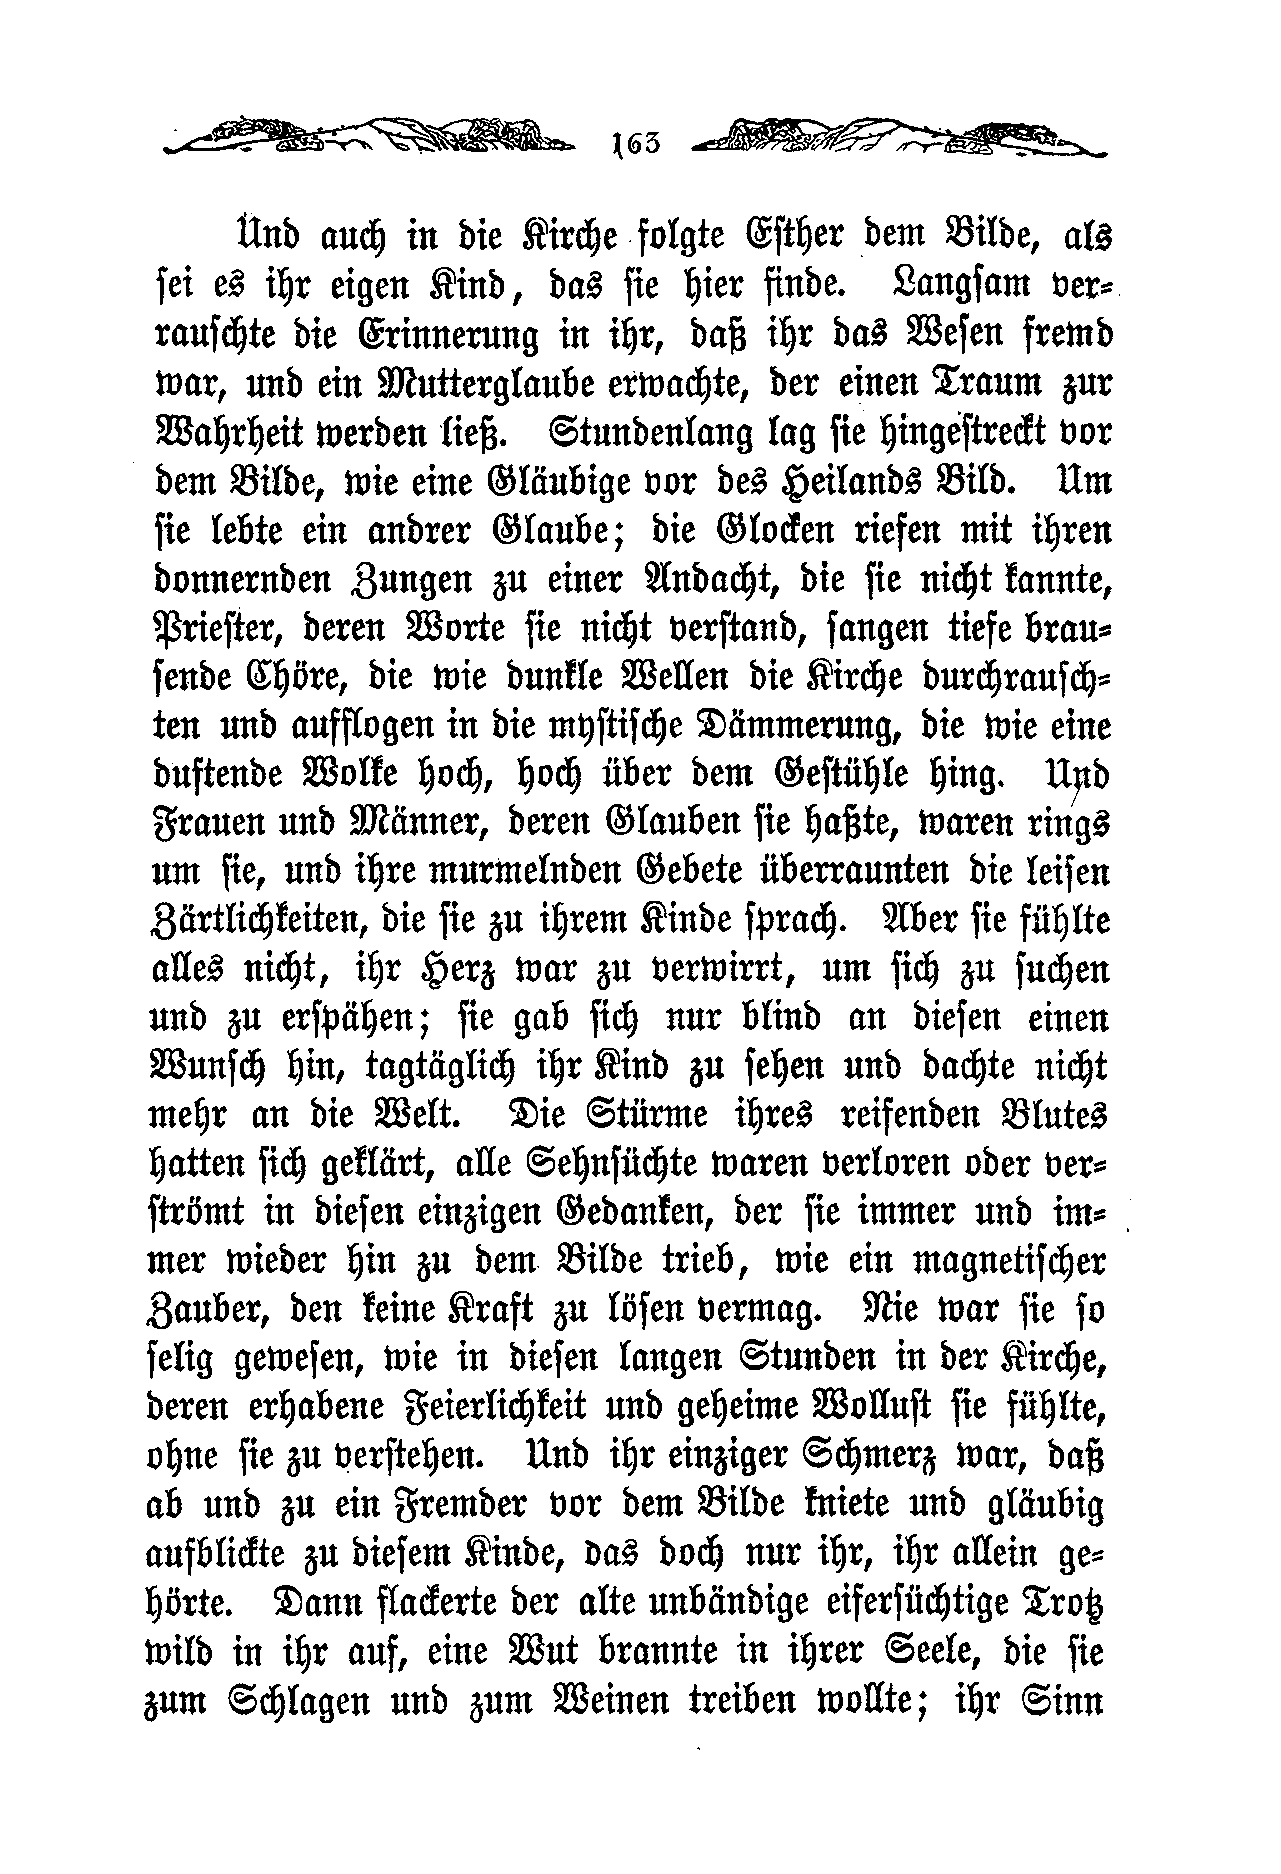 163
Und auch in die Kirche folgte Esther dem Bilde, als
sei es ihr eigen Kind, das sie hier finde. Langsam ver-
rauschte die Erinnerung in ihr, daß ihr das Wesen fremd
war, und ein Mutterglaube erwachte, der einen Traum zur
Wahrheit werden ließ. Stundenlang lag sie hingestreckt vor
dem Bilde, wie eine Gläubige vor des Heilands Bild. Um
sie lebte ein andrer Glaube; die Glocken riefen mit ihren
donnernden Zungen zu einer Andacht, die sie nicht kannte,
Priester, deren Worte sie nicht verstand, sangen tiefe brau-
sende Chöre, die wie dunkle Wellen die Kirche durchrausch-
ten und aufflogen in die mystische Dämmerung, die wie eine
duftende Wolke hoch, hoch über dem Gestühle hing. Und
Frauen und Männer, deren Glauben sie haßte, waren rings
um sie, und ihre murmelnden Gebete überraunten die leisen
Zärtlichkeiten, die sie zu ihrem Kinde sprach. Aber sie fühlte
alles nicht, ihr Herz war zu verwirrt, um sich zu suchen
und zu erspähen; sie gab sich nur blind an diesen einen
Wunsch hin, tagtäglich ihr Kind zu sehen und dachte nicht
mehr an die Welt. Die Stürme ihres reifenden Blutes
hatten sich geklärt, alle Sehnsüchte waren verloren oder ver-
strömt in diesen einzigen Gedanken, der sie immer und im-
mer wieder hin zu dem Bilde trieb, wie ein magnetischer
Zauber, den keine Kraft zu lösen vermag. Nie war sie so
selig gewesen, wie in diesen langen Stunden in der Kirche,
deren erhabene Feierlichkeit und geheime Wollust sie fühlte,
ohne sie zu verstehen. Und ihr einziger Schmerz war, daß
ab und zu ein Fremder vor dem Bilde kniete und gläubig
aufblickte zu diesem Kinde, das doch nur ihr, ihr allein ge-
hörte. Dann flackerte der alte unbändige eifersüchtige Trotz
wild in ihr auf, eine Wut brannte in ihrer Seele, die sie
zum Schlagen und zum Weinen treiben wollte; ihr Sinn